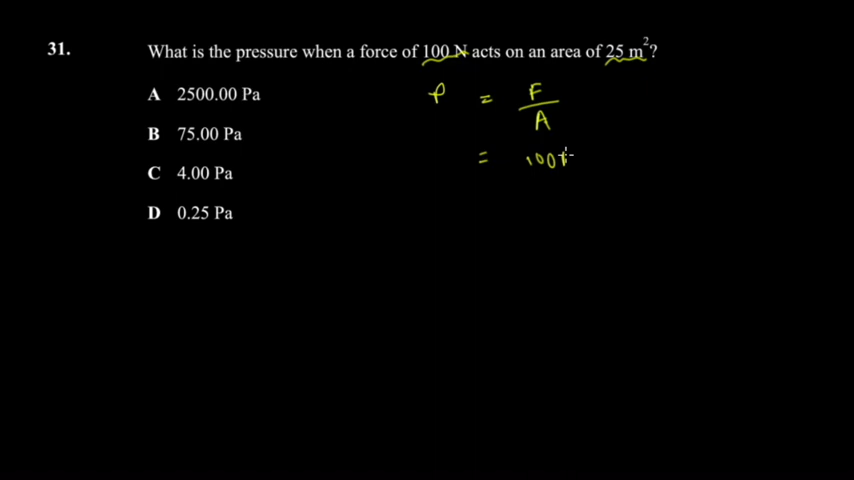 31. What is the pressure when a force of 100 N acts on an area of 25 m²?
A 2500.00 Pa
P = F / A
B 75.00 Pa
= 100
C 4.00 Pa
D 0.25 Pa